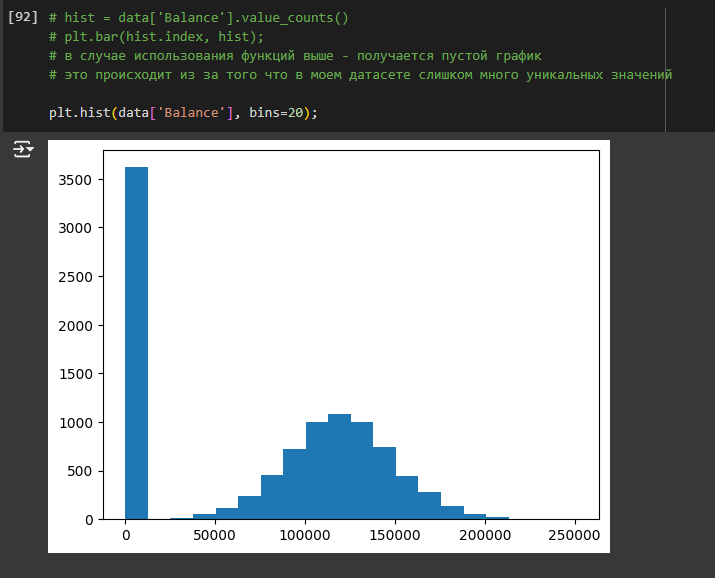 [92] # hist = data['Balance'].value_counts()
# plt.bar(hist.index, hist);
# в случае использования функций выше - получается пустой график
# это происходит из за того что в моем датасете слишком много уникальных значений
plt.hist(data['Balance'], bins=20);
3500
3000
2500
2000
1500
1000
500
0
0 50000 100000 150000 200000 250000